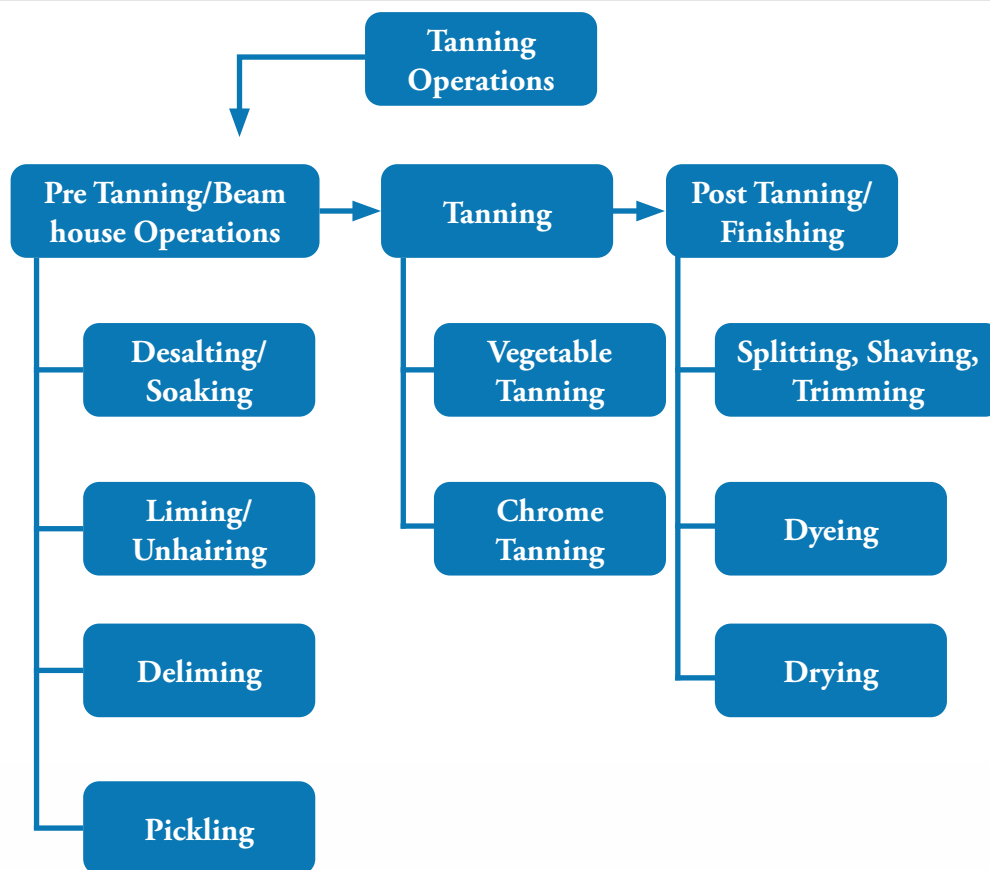 Tanning
Operations
Pre Tanning/Beam
house Operations
Tanning
Post Tanning/
Finishing
Desalting/
Soaking
Vegetable
Tanning
Splitting, Shaving,
Trimming
Liming/
Unhairing
Chrome
Tanning
Dyeing
Deliming
Drying
Pickling